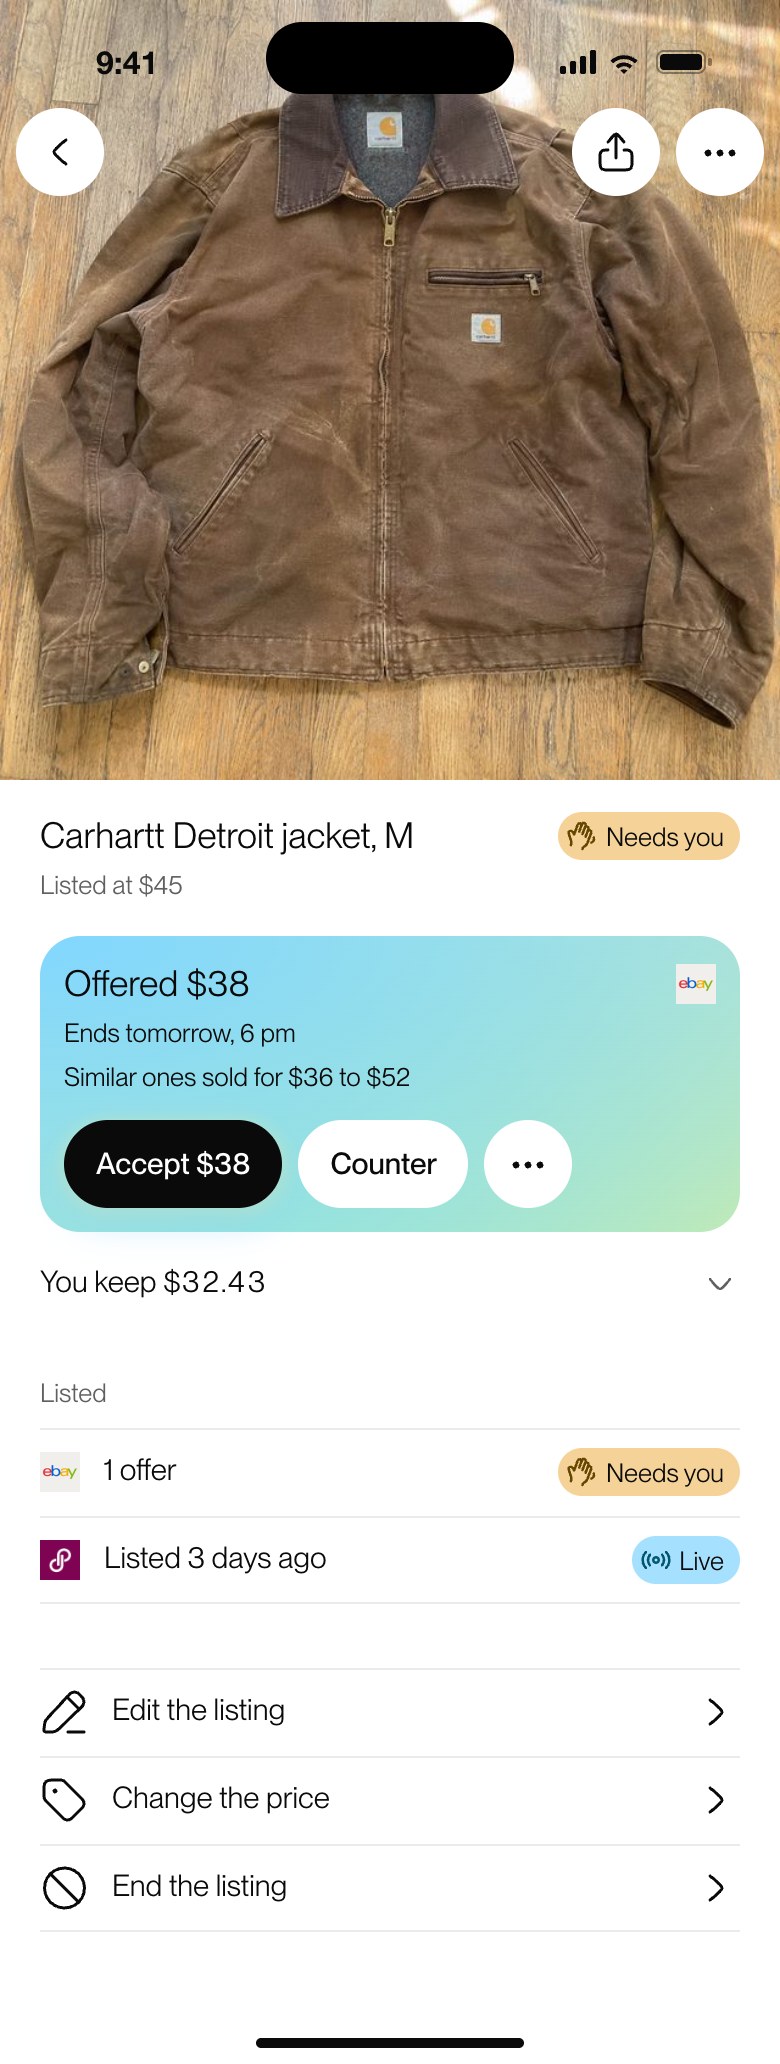 9:41
Carhartt Detroit jacket, M
Needs you
Listed at $45
Offered $38
ebay
Ends tomorrow, 6 pm
Similar ones sold for $36 to $52
Accept $38
Counter
You keep $32.43
Listed
ebay
1 offer
Needs you
Listed 3 days ago
Live
Edit the listing
Change the price
End the listing